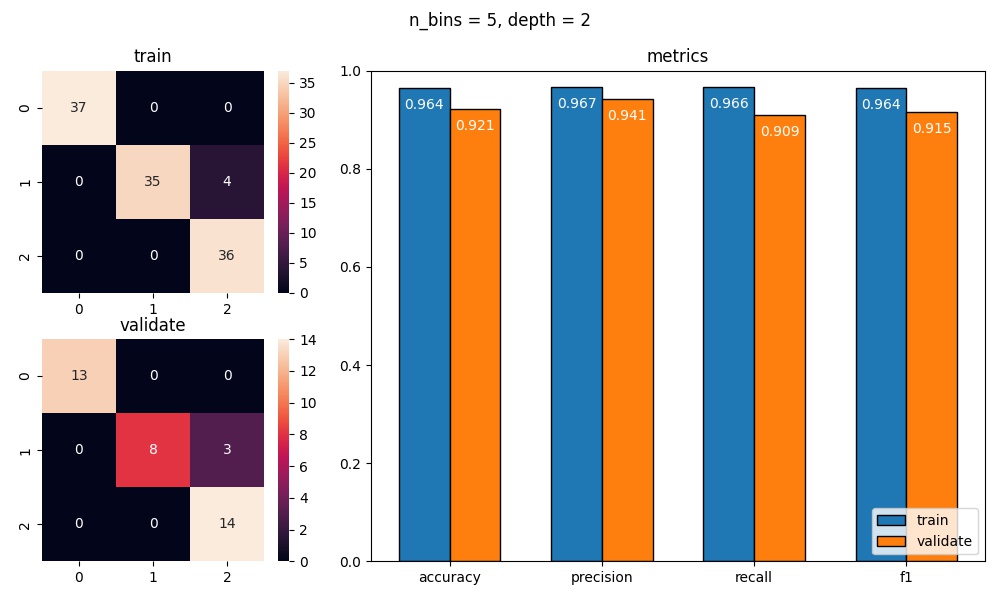 n_bins = 5, depth = 2
train
0
1
2
37 0 0
0 35 4
0 0 36
0 1 2
35
30
25
20
15
10
5
0
validate
0
1
2
13 0 0
0 8 3
0 0 14
0 1 2
14
12
10
8
6
4
2
0
metrics
1.0
0.8
0.6
0.4
0.2
0.0
0.964 0.921 0.967 0.941 0.966 0.909 0.964 0.915
accuracy precision recall f1
train
validate